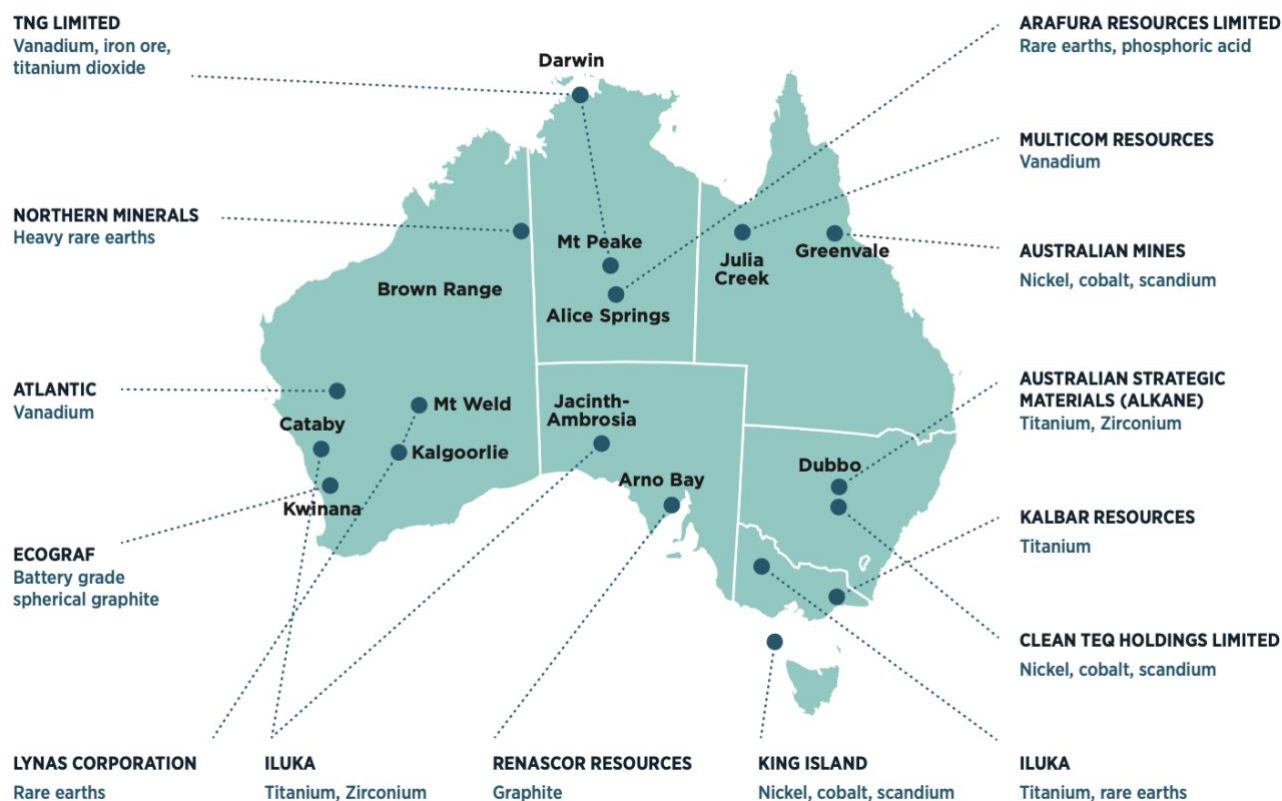 TNG LIMITED
Vanadium, iron ore,
titanium dioxide
ARAFURA RESOURCES LIMITED
Rare earths, phosphoric acid
Darwin
MULTICOM RESOURCES
Vanadium
NORTHERN MINERALS
Heavy rare earths
Mt Peake
Julia
Creek
Greenvale
AUSTRALIAN MINES
Nickel, cobalt, scandium
Brown Range
Alice Springs
ATLANTIC
Vanadium
Cataby
Mt Weld
Kalgoorlie
Kwinana
Jacinth-
Ambrosia
Arno Bay
AUSTRALIAN STRATEGIC
MATERIALS (ALKANE)
Titanium, Zirconium
Dubbo
KALBAR RESOURCES
Titanium
ECOGRAF
Battery grade
spherical graphite
CLEAN TEQ HOLDINGS LIMITED
Nickel, cobalt, scandium
LYNAS CORPORATION
Rare earths
ILUKA
Titanium, Zirconium
RENASCOR RESOURCES
Graphite
KING ISLAND
Nickel, cobalt, scandium
ILUKA
Titanium, rare earths